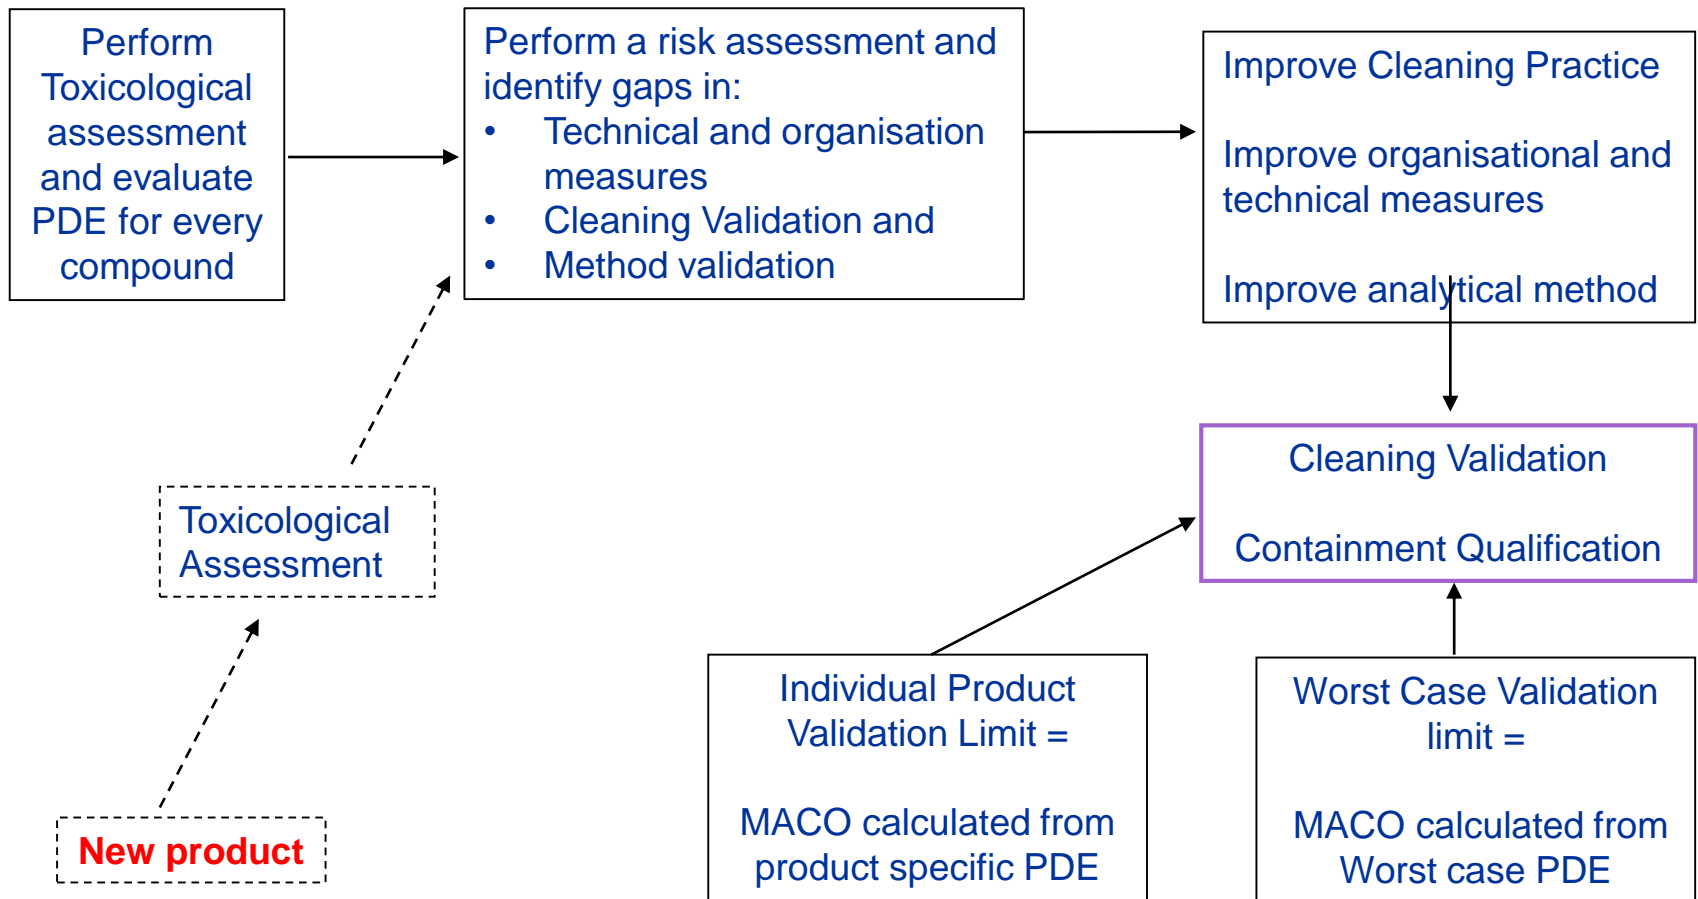 Perform
Toxicological
assessment
and evaluate
PDE for every
compound
Perform a risk assessment and
identify gaps in:
• Technical and organisation
measures
• Cleaning Validation and
• Method validation
Improve Cleaning Practice
Improve organisational and
technical measures
Improve analytical method
Toxicological
Assessment
New product
Cleaning Validation
Containment Qualification
Individual Product
Validation Limit =
MACO calculated from
product specific PDE
Worst Case Validation
limit =
MACO calculated from
Worst case PDE